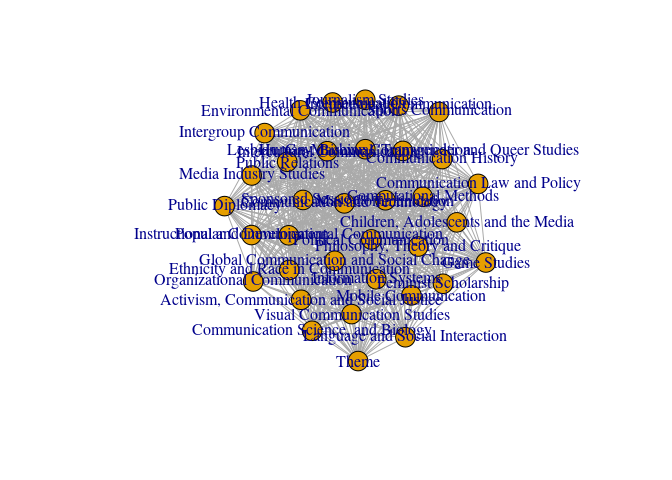 Journalism Studies
Health Communication
Sports Communication
Environmental Communication
Intergroup Communication
Lesbian, Gay, Bisexual, Transgender and Queer Studies
Public Relations
Communication History
Media Industry Studies
Communication Law and Policy
Computational Methods
Sponsored Sessions
Public Diplomacy
Children, Adolescents and the Media
Instructional and Developmental Communication
Political Communication
Philosophy, Theory and Critique
Global Communication and Social Change
Game Studies
Ethnicity and Race in Communication
Information Systems
Organizational Communication
Feminist Scholarship
Mobile Communication
Activism, Communication and Social Justice
Visual Communication Studies
Communication Science, and Biology
Language and Social Interaction
Theme